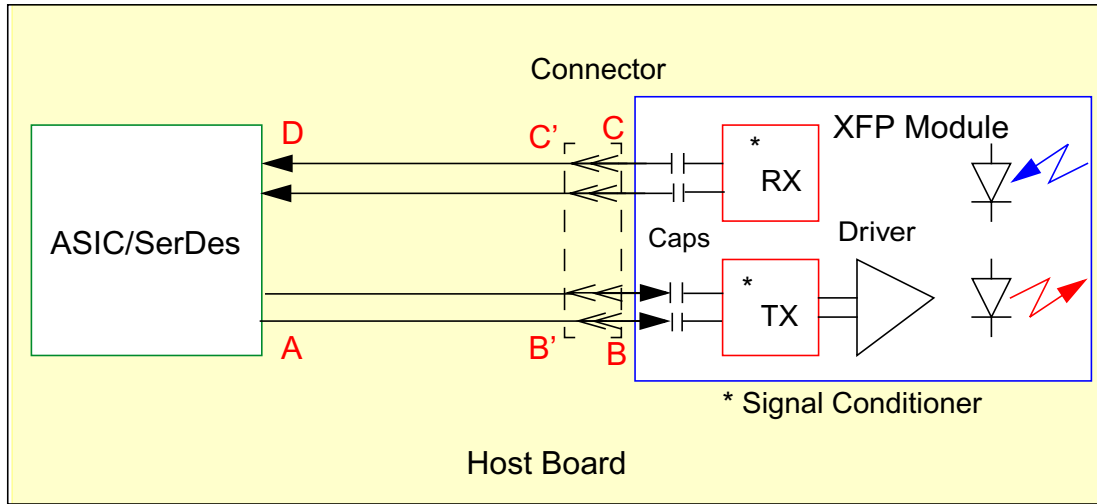 Connector
D
C’
C
XFP Module
*
RX
ASIC/SerDes
Caps
Driver
*
TX
A
B’
B
* Signal Conditioner
Host Board